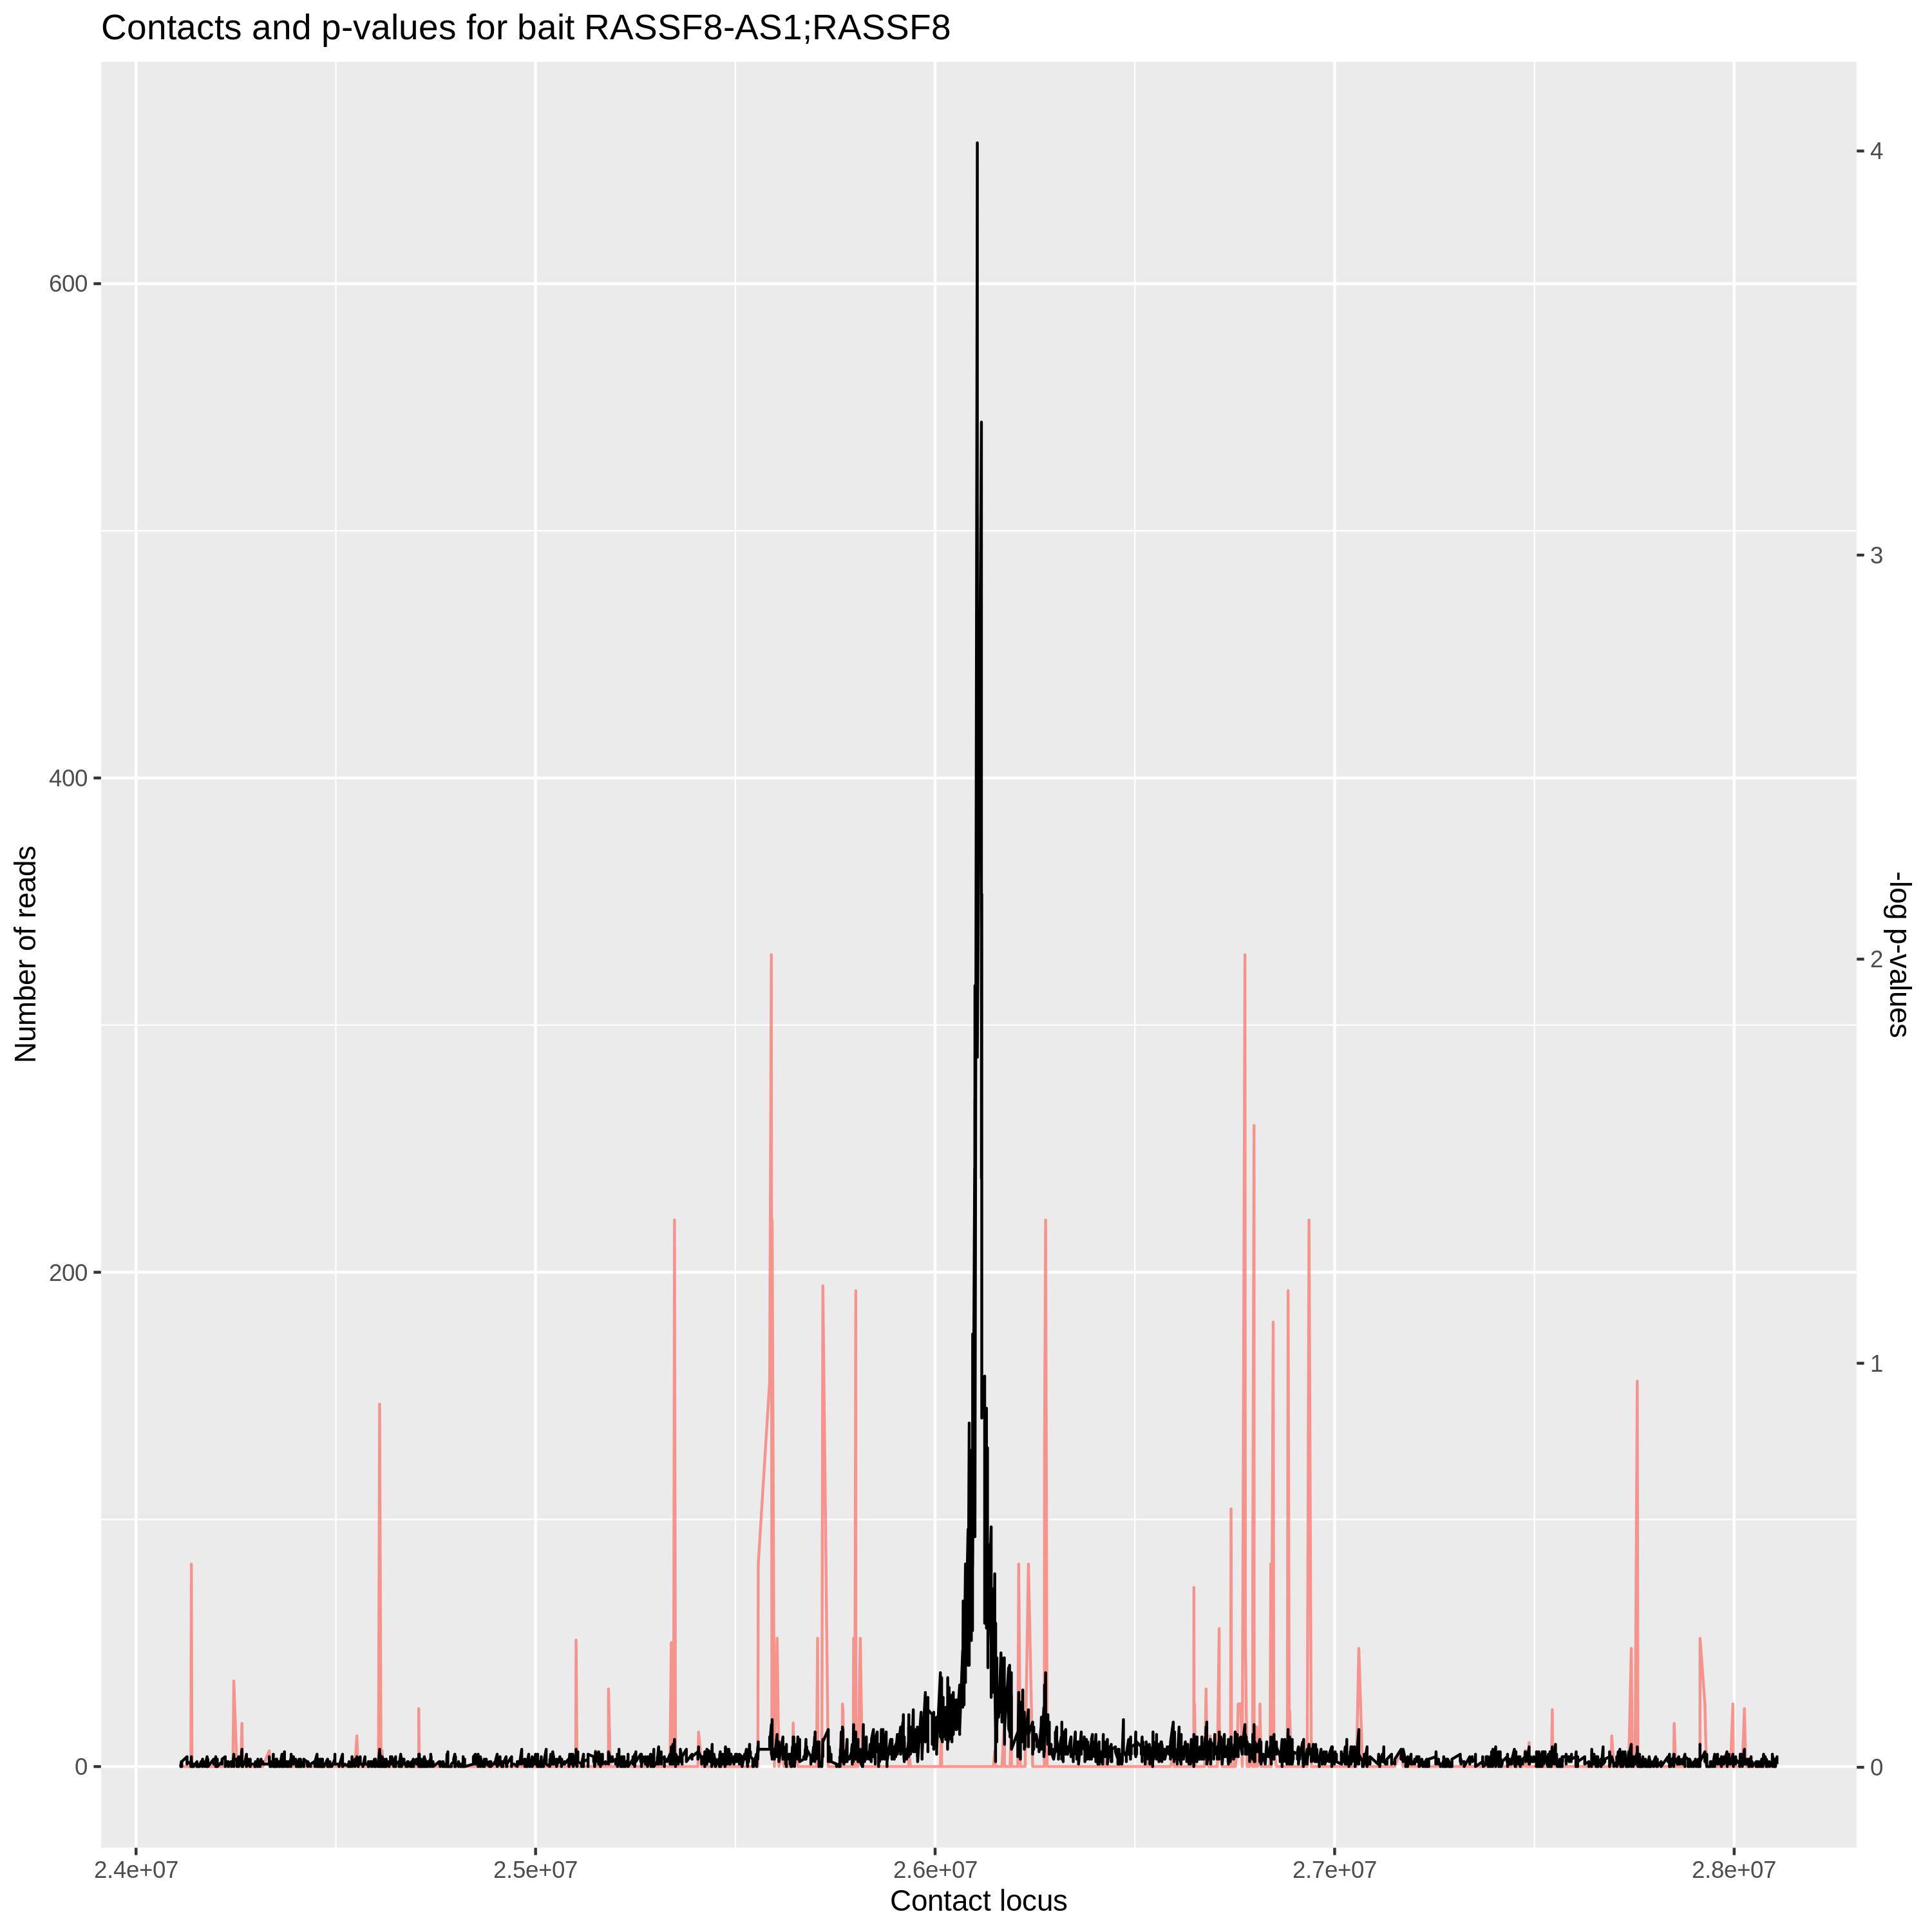 Contacts and p-values for bait RASSF8-AS1;RASSF8
Number of reads
600
400
200
0
4
3
2
1
0
-log p-values
2.4e+07 2.5e+07 2.6e+07 2.7e+07 2.8e+07
Contact locus